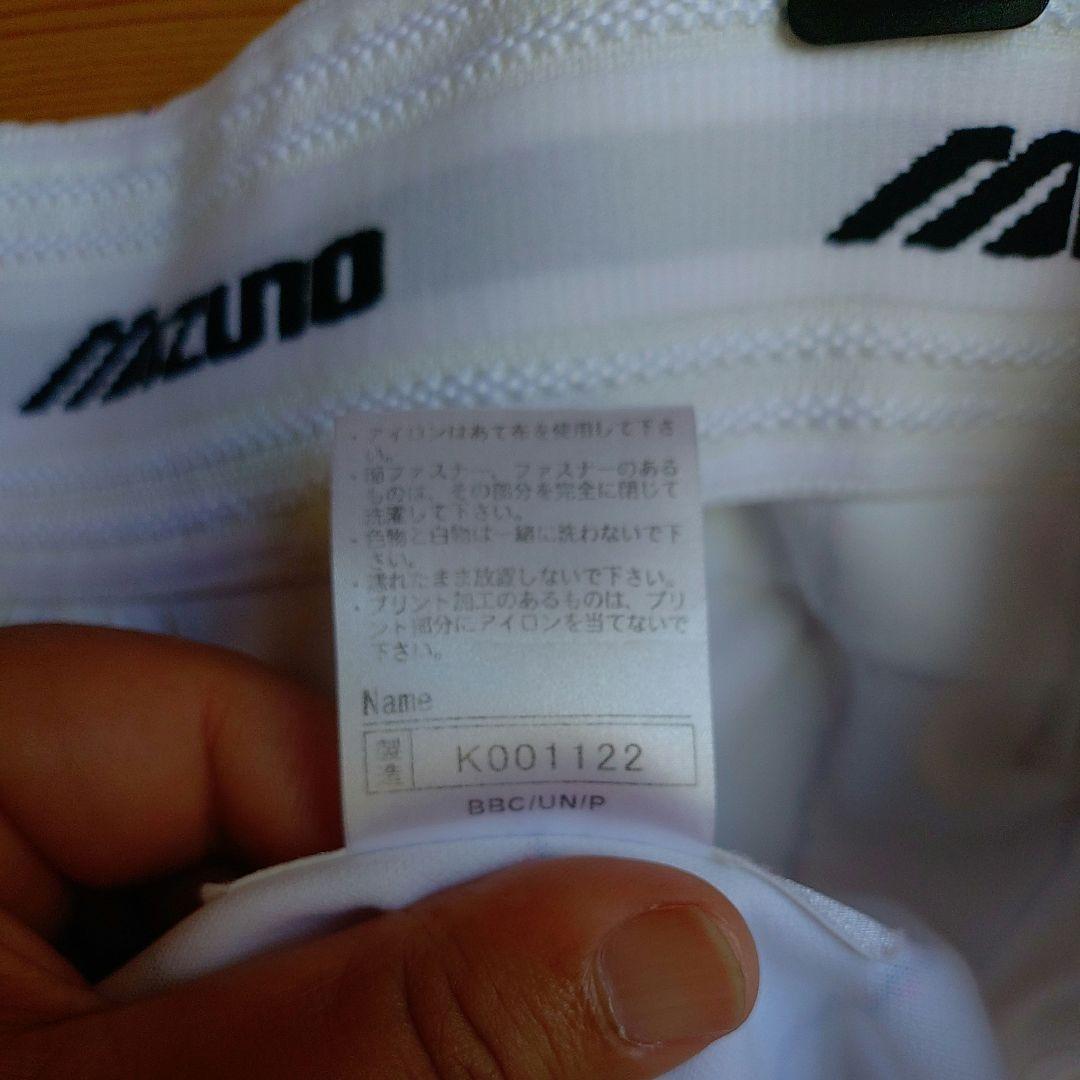 MIZUNO
・アイロンはあて布を使用して下さ
い。
・面ファスナー、ファスナーのある
ものは、その部分を完全に閉じて
洗濯して下さい。
・色物と白物は一緒に洗わないで下
さい。
・濡れたまま放置しないで下さい。
・プリント加工のあるものは、プリ
ント部分にアイロンを当てないで
下さい。
Name
製造 K001122
BBC/UN/P